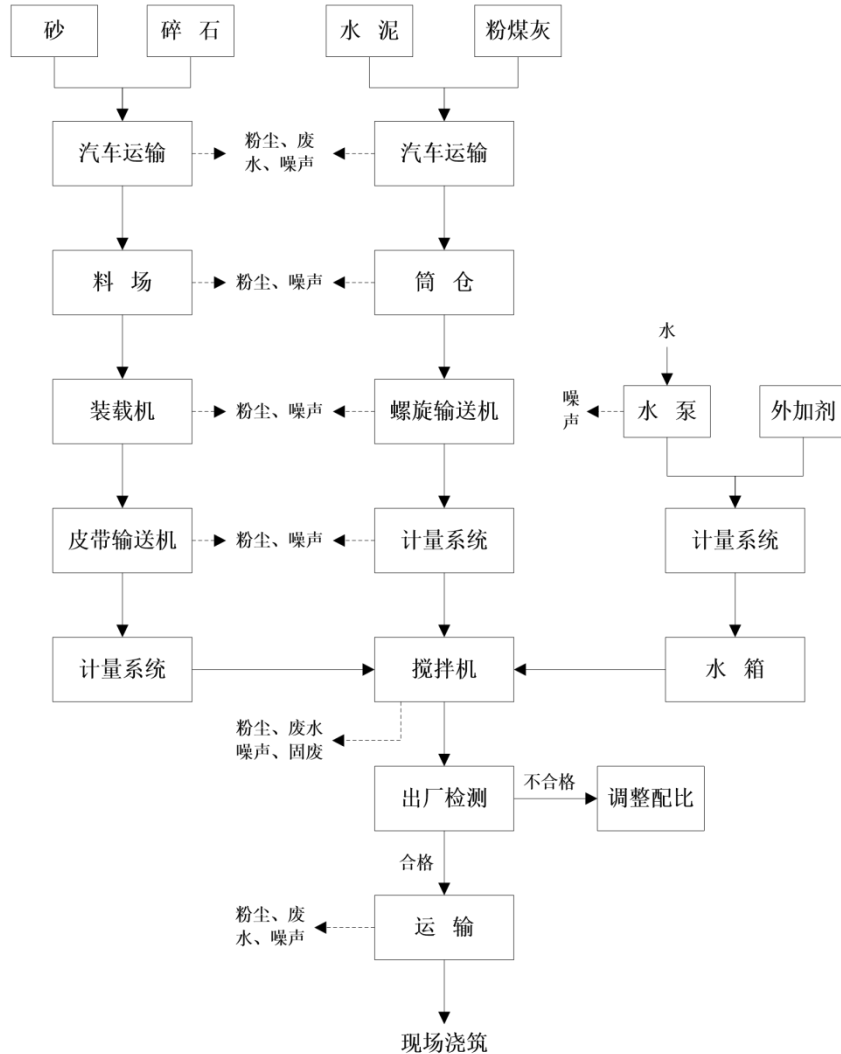 砂
碎 石
水 泥
粉煤灰
汽车运输
粉尘、废
水、噪声
汽车运输
料 场
粉尘、噪声
筒 仓
水
装载机
粉尘、噪声
螺旋输送机
噪
声
水 泵
外加剂
皮带输送机
粉尘、噪声
计量系统
计量系统
计量系统
搅拌机
水 箱
粉尘、废水
噪声、固废
出厂检测
不合格
调整配比
合格
粉尘、废
水、噪声
运 输
现场浇筑